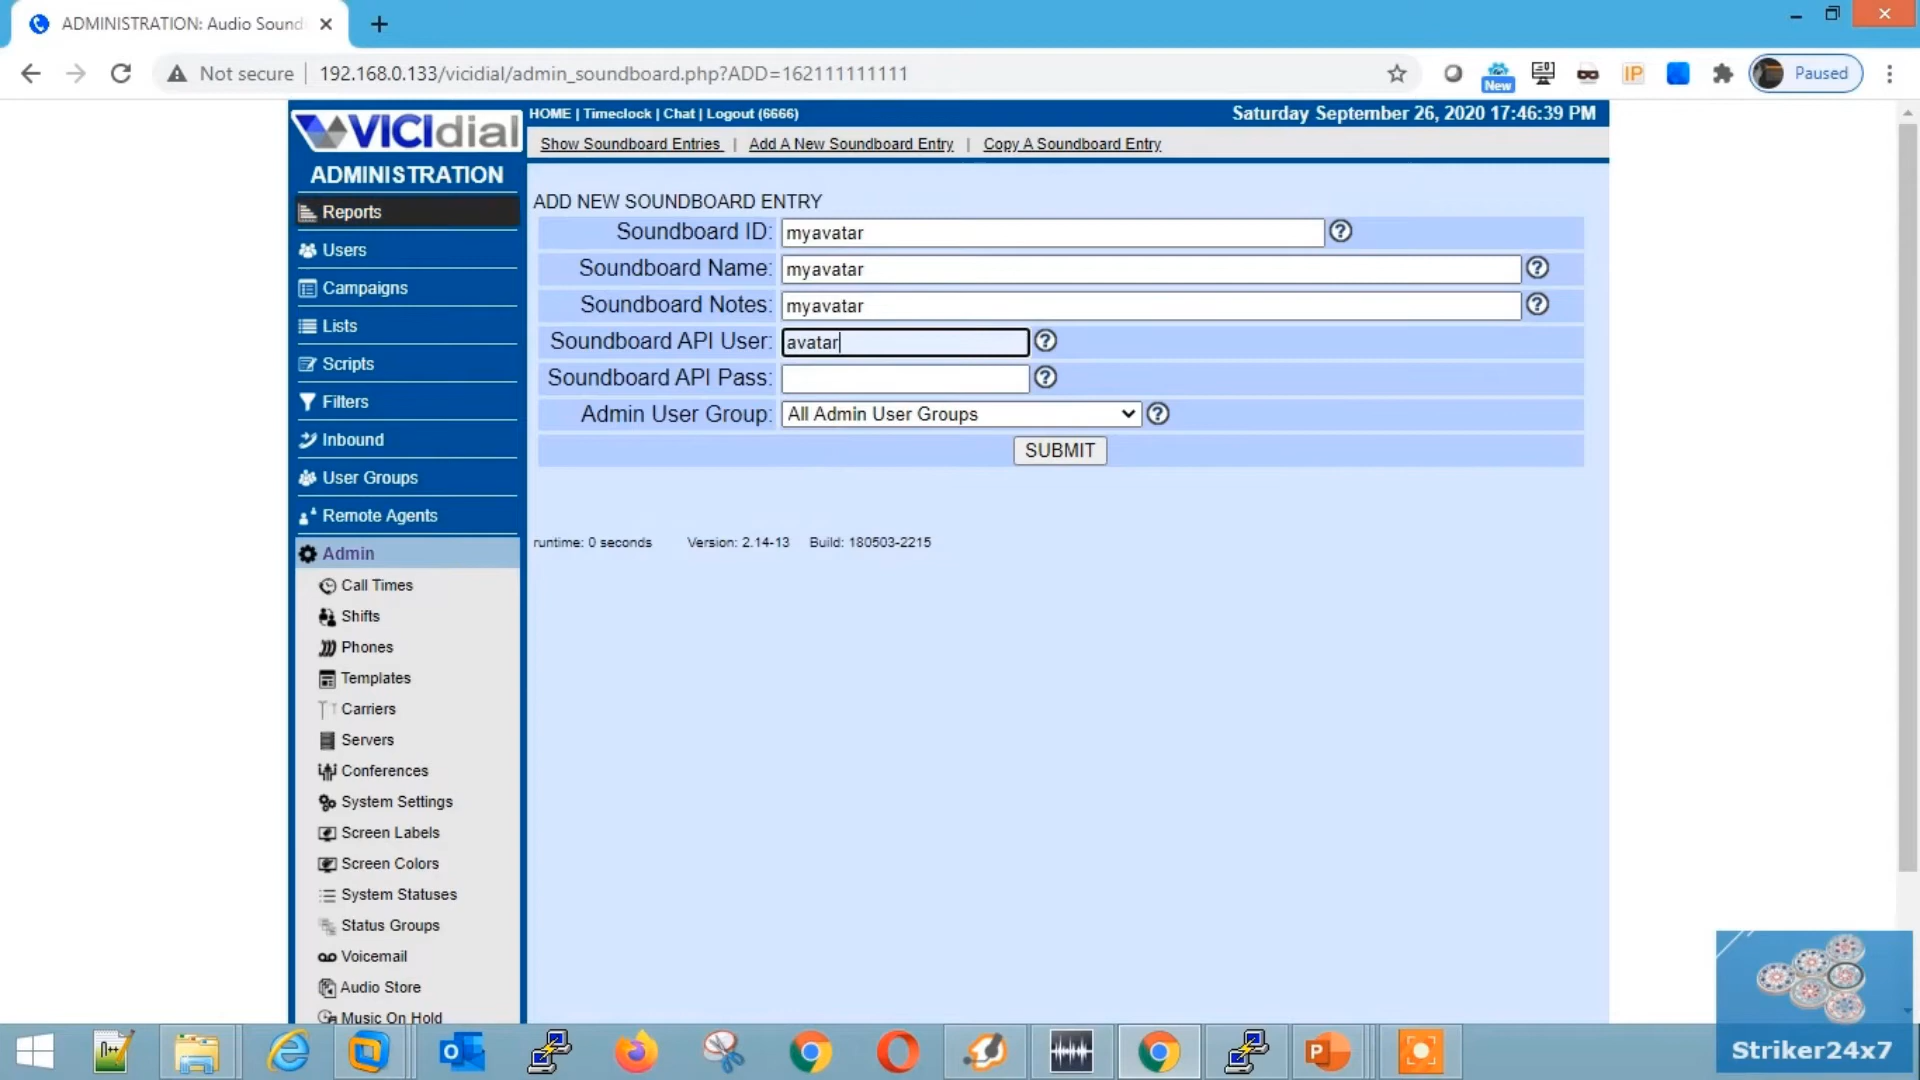 ADMINISTRATION: Audio Sound
Not secure
192.168.0.133/vicidial/admin_soundboard.php?ADD=162111111111
New
IP
Paused
VICIdial
HOME | Timeclock | Chat | Logout (6666)
Saturday September 26, 2020 17:46:39 PM
Show Soundboard Entries | Add A New Soundboard Entry | Copy A Soundboard Entry
ADMINISTRATION
Reports
Users
Campaigns
Lists
Scripts
Filters
Inbound
User Groups
Remote Agents
Admin
Call Times
Shifts
Phones
Templates
Carriers
Servers
Conferences
System Settings
Screen Labels
Screen Colors
System Statuses
Status Groups
Voicemail
Audio Store
Music On Hold
ADD NEW SOUNDBOARD ENTRY
Soundboard ID: myavatar
Soundboard Name: myavatar
Soundboard Notes: myavatar
Soundboard API User: avatar
Soundboard API Pass:
Admin User Group: All Admin User Groups
SUBMIT
runtime: 0 seconds Version: 2.14-13 Build: 180503-2215
Striker24x7